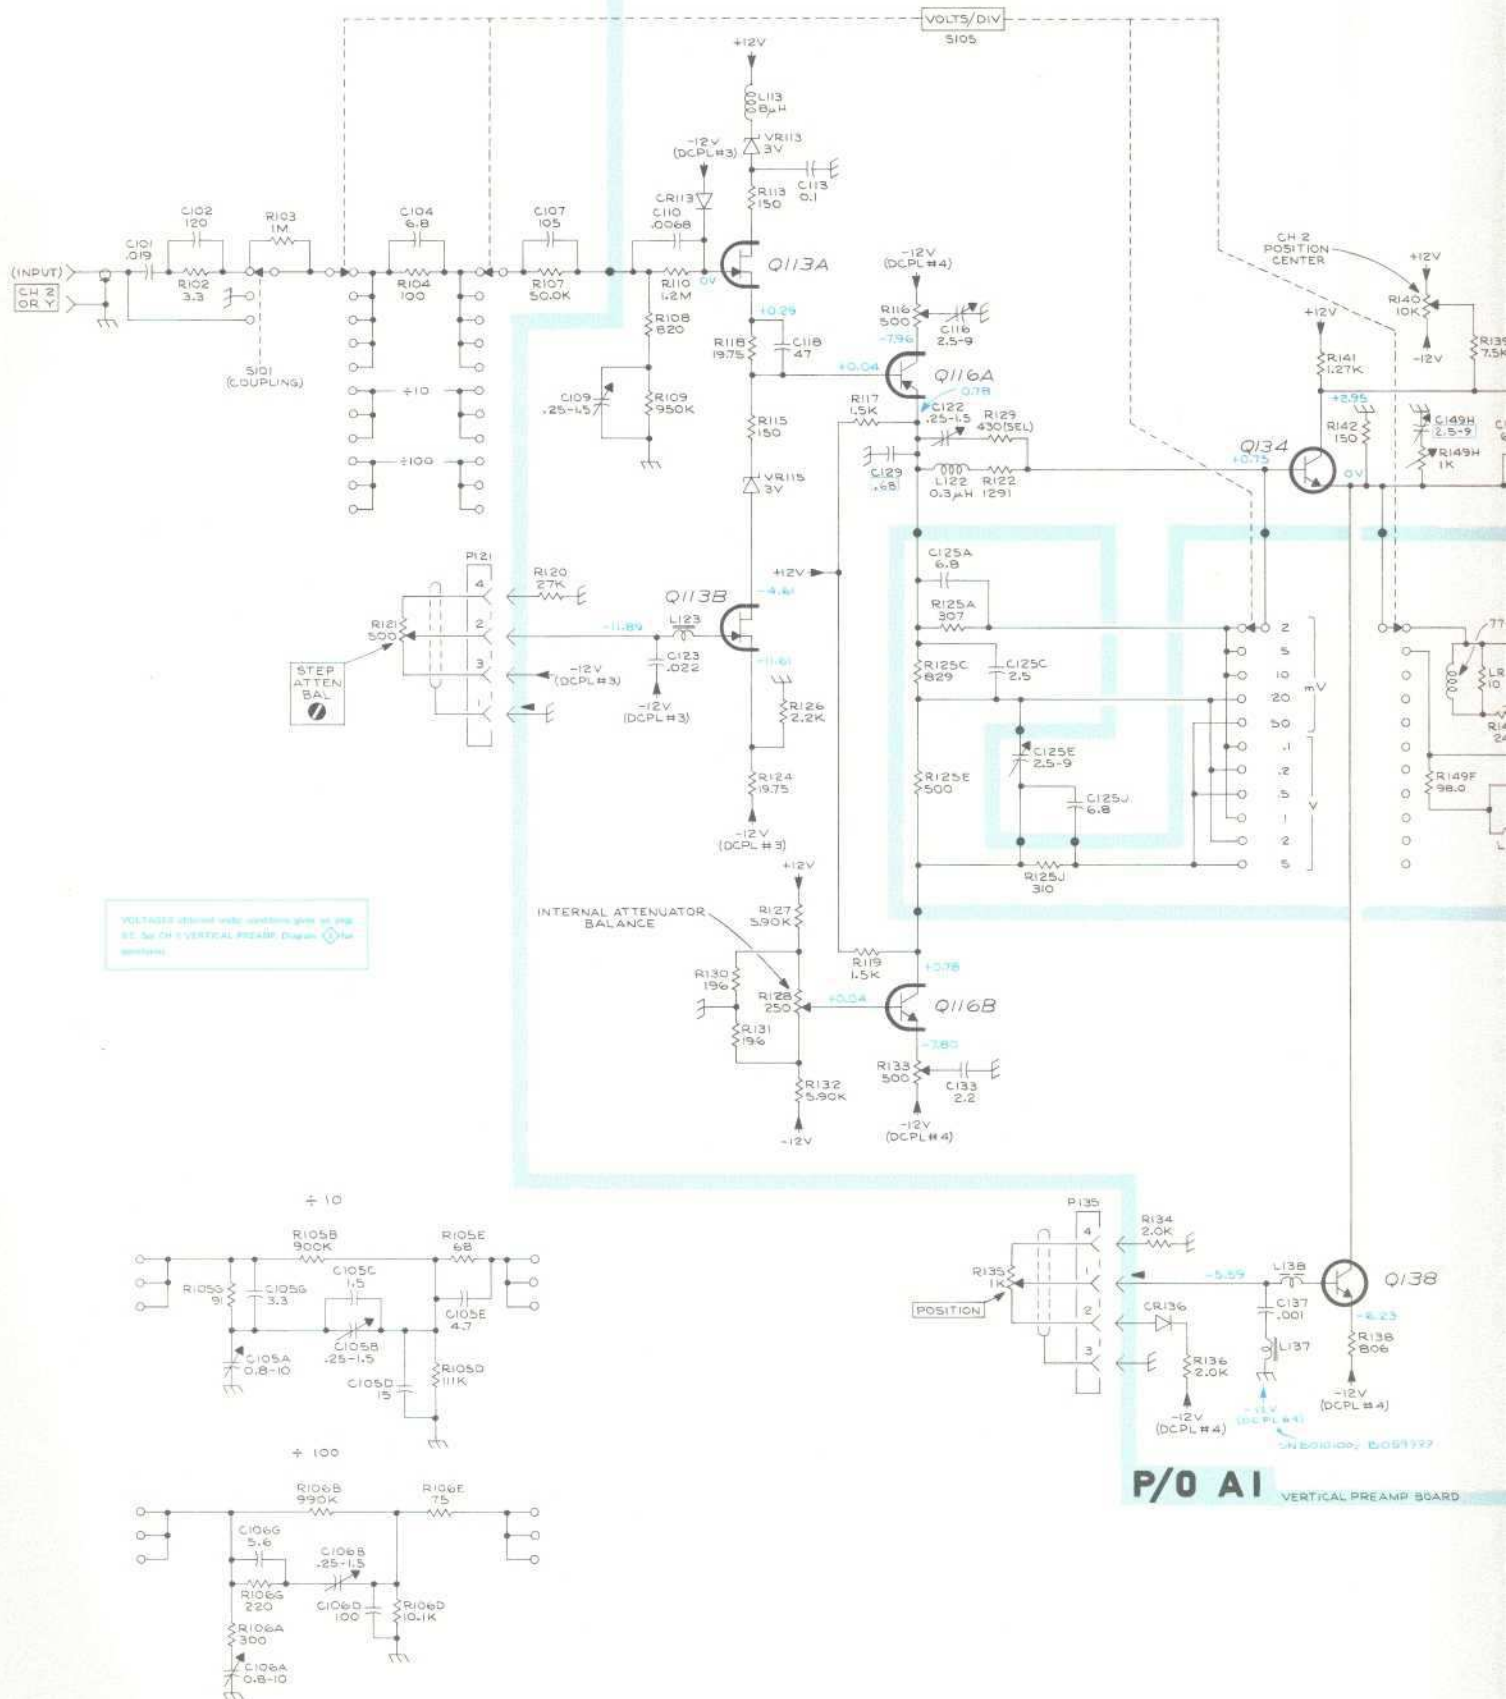 VOLTS/DIV
S105
+12V
L113
8µH
VR113
3V
-12V
(DCPL#3)
C113
0.1
CR113
R113
150
C110
.0068
Q113A
C102
120
R103
1M
C104
6.8
C107
105
C101
.019
(INPUT)
CH 2
OR Y
R102
3.3
R104
100
R107
50.0K
R110
1.2M
0V
S101
(COUPLING)
÷10
÷100
R108
820
C109
.25-1.5
R109
950K
+0.29
R118
19.75
C118
47
-12V
(DCPL#4)
R116
500
C116
2.5-9
-7.96
+0.04
Q116A
0.78
R117
1.5K
C122
.25-1.5
R129
430(SEL)
C129
.68
L122
0.3µH
R122
1291
R115
150
VR115
3V
CH 2
POSITION
CENTER
+12V
R140
10K
-12V
+12V
R141
1.27K
R139
7.5K
+2.95
R142
150
C149H
2.5-9
R149H
1K
Q134
+0.75
0V
P121
4
2
3
1
R120
27K
R121
500
STEP
ATTEN
BAL
-11.89
Q113B
L123
C123
.022
-12V
(DCPL#3)
-12V
(DCPL#3)
-4.61
-11.61
R126
2.2K
R124
19.75
-12V
(DCPL#3)
+12V
C125A
6.8
R125A
307
R125C
829
C125C
2.5
C125E
2.5-9
R125E
500
C125J
6.8
R125J
310
2
5
10
20
50
mV
.1
.2
.5
1
2
5
V
R149F
98.0
INTERNAL ATTENUATOR
BALANCE
+12V
R127
5.90K
R130
196
R128
250
R131
196
R132
5.90K
-12V
R119
1.5K
+0.78
+0.04
Q116B
-7.80
R133
500
C133
2.2
-12V
(DCPL#4)
÷ 10
R105B
900K
R105E
68
R105G
91
C105G
3.3
C105C
1.5
C105B
.25-1.5
C105E
4.7
C105A
0.8-10
C105D
15
R105D
111K
÷ 100
R106B
990K
R106E
75
C106G
5.6
C106B
.25-1.5
R106G
220
C106D
100
R106D
10.1K
R106A
300
C106A
0.8-10
P135
4
1
2
3
R134
2.0K
R135
1K
POSITION
-5.59
L138
Q138
CR136
C137
.001
-6.23
R138
806
L137
R136
2.0K
-12V
(DCPL#4)
-12V
(DCPL#4)
-12V
(DCPL#4)
P/O A1 VERTICAL PREAMP BOARD